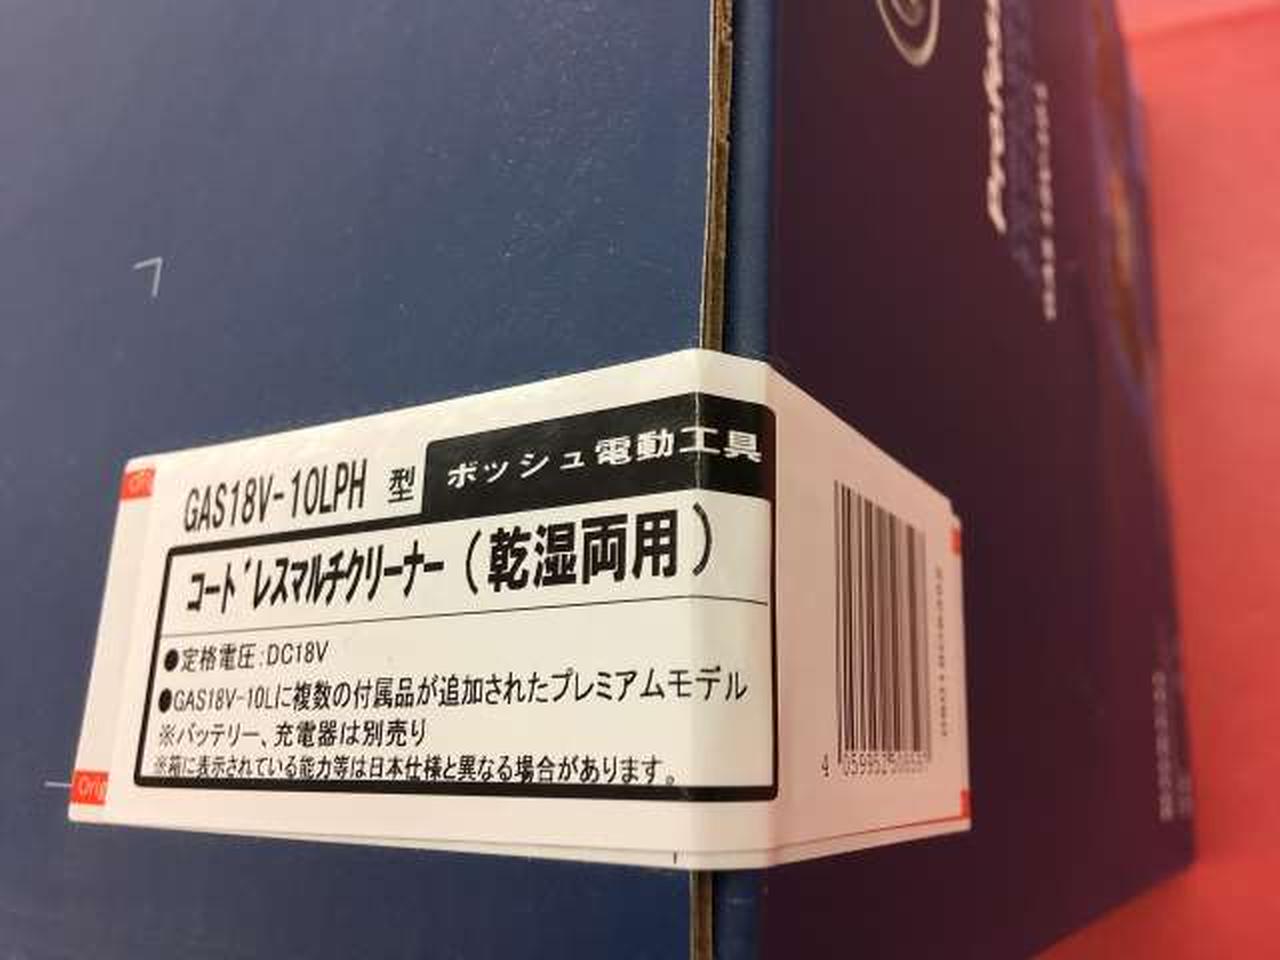 GAS18V-10LPH 型
ボッシュ電動工具
コードレスマルチクリーナー（乾湿両用）
●定格電圧:DC18V
●GAS18V-10Lに複数の付属品が追加されたプレミアムモデル
※バッテリー、充電器は別売り
※箱に表示されている能力等は日本仕様と異なる場合があります。
Orig